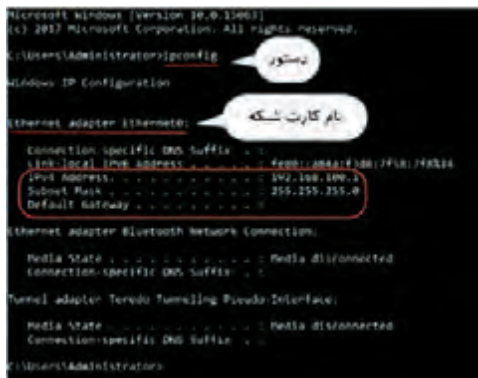 Microsoft Windows [Version 10.0.15063]
(c) 2017 Microsoft Corporation. All rights reserved.
C:\Users\Administrator>ipconfig
دستور
Windows IP Configuration
نام کارت شبکه
Ethernet adapter Ethernet0:
Connection-specific DNS Suffix . :
Link-local IPv6 Address . . . . . :
IPv4 Address. . . . . . . . . . . : 192.168.100.1
Subnet Mask . . . . . . . . . . . : 255.255.255.0
Default Gateway . . . . . . . . . :
Ethernet adapter Bluetooth Network Connection:
Media State . . . . . . . . . . . : Media disconnected
Connection-specific DNS Suffix . :
Tunnel adapter Teredo Tunneling Pseudo-Interface:
Media State . . . . . . . . . . . : Media disconnected
Connection-specific DNS Suffix . :
C:\Users\Administrator>